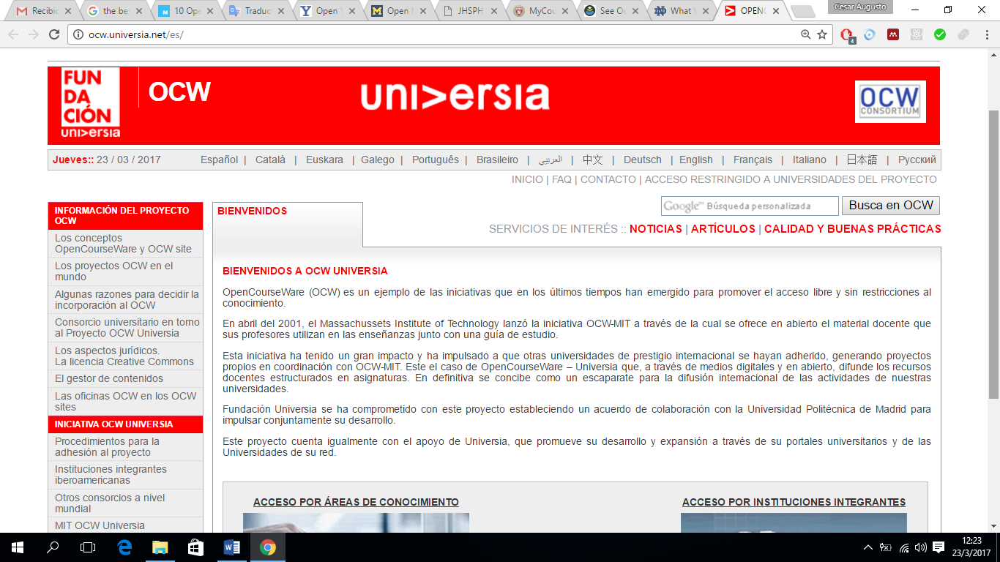 Recibid
the be
10 Ope
Traduc
Open
Open
JHSPH
MyCou
See Ou
What
OPENC
Cesar Augusto
ocw.universia.net/es/
4
FUN
DA
CIÓN
uni>ersia
OCW
uni>ersia
OCW
CONSORTIUM
Jueves:: 23 / 03 / 2017
Español | Català | Euskara | Galego | Português | Brasileiro | العربيي | 中文 | Deutsch | English | Français | Italiano | 日本語 | Русский
INICIO | FAQ | CONTACTO | ACCESO RESTRINGIDO A UNIVERSIDADES DEL PROYECTO
Google™ Búsqueda personalizada
Busca en OCW
SERVICIOS DE INTERÉS :: NOTICIAS | ARTÍCULOS | CALIDAD Y BUENAS PRÁCTICAS
INFORMACIÓN DEL PROYECTO
OCW
Los conceptos
OpenCourseWare y OCW site
Los proyectos OCW en el
mundo
Algunas razones para decidir la
incorporación al OCW
Consorcio universitario en torno
al Proyecto OCW Universia
Los aspectos jurídicos.
La licencia Creative Commons
El gestor de contenidos
Las oficinas OCW en los OCW
sites
INICIATIVA OCW UNIVERSIA
Procedimientos para la
adhesión al proyecto
Instituciones integrantes
iberoamericanas
Otros consorcios a nivel
mundial
MIT OCW Universia
BIENVENIDOS
BIENVENIDOS A OCW UNIVERSIA
OpenCourseWare (OCW) es un ejemplo de las iniciativas que en los últimos tiempos han emergido para promover el acceso libre y sin restricciones al
conocimiento.
En abril del 2001, el Massachussets Institute of Technology lanzó la iniciativa OCW-MIT a través de la cual se ofrece en abierto el material docente que
sus profesores utilizan en las enseñanzas junto con una guía de estudio.
Esta iniciativa ha tenido un gran impacto y ha impulsado a que otras universidades de prestigio internacional se hayan adherido, generando proyectos
propios en coordinación con OCW-MIT. Este el caso de OpenCourseWare – Universia que, a través de medios digitales y en abierto, difunde los recursos
docentes estructurados en asignaturas. En definitiva se concibe como un escaparate para la difusión internacional de las actividades de nuestras
universidades.
Fundación Universia se ha comprometido con este proyecto estableciendo un acuerdo de colaboración con la Universidad Politécnica de Madrid para
impulsar conjuntamente su desarrollo.
Este proyecto cuenta igualmente con el apoyo de Universia, que promueve su desarrollo y expansión a través de su portales universitarios y de las
Universidades de su red.
ACCESO POR ÁREAS DE CONOCIMIENTO
ACCESO POR INSTITUCIONES INTEGRANTES
12:23
23/3/2017